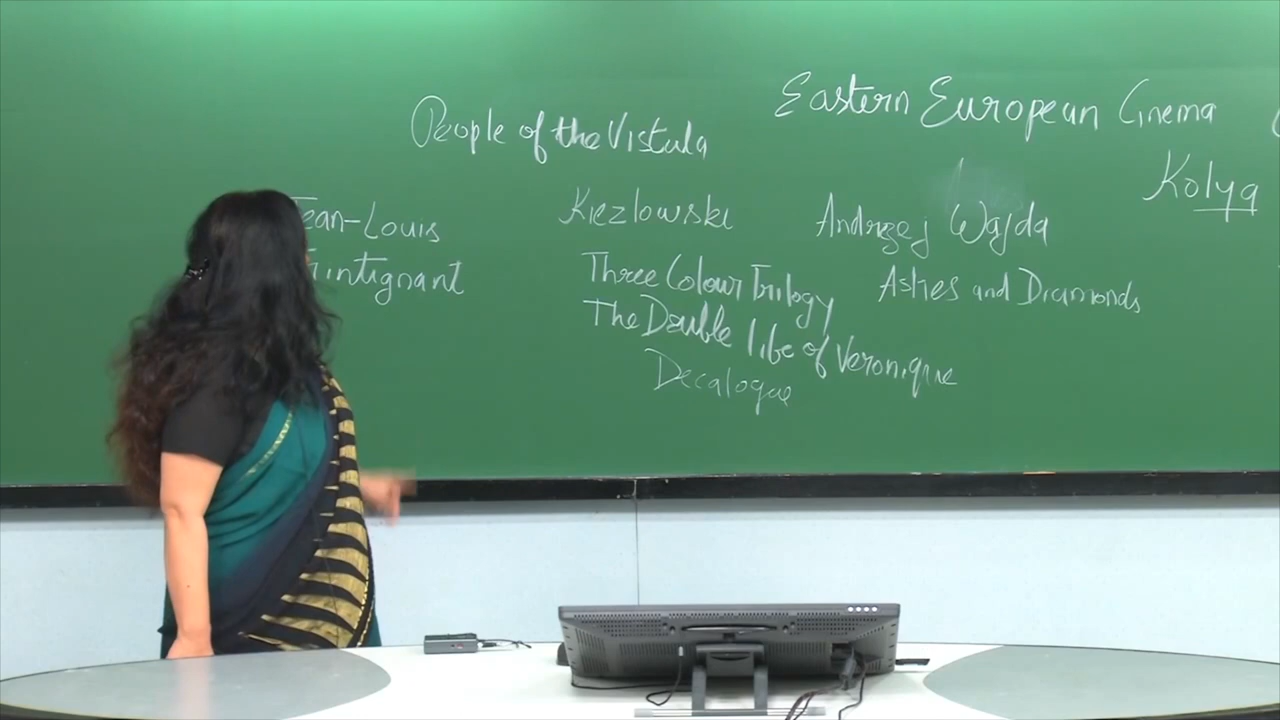 Eastern European Cinema
People of the Vistula
Kolya
Jean-Louis
Kiezlowski
Andrzej Wajda
Trintignant
Three Colour Trilogy
Ashes and Diamonds
The Double life of Veronique
Decalogue